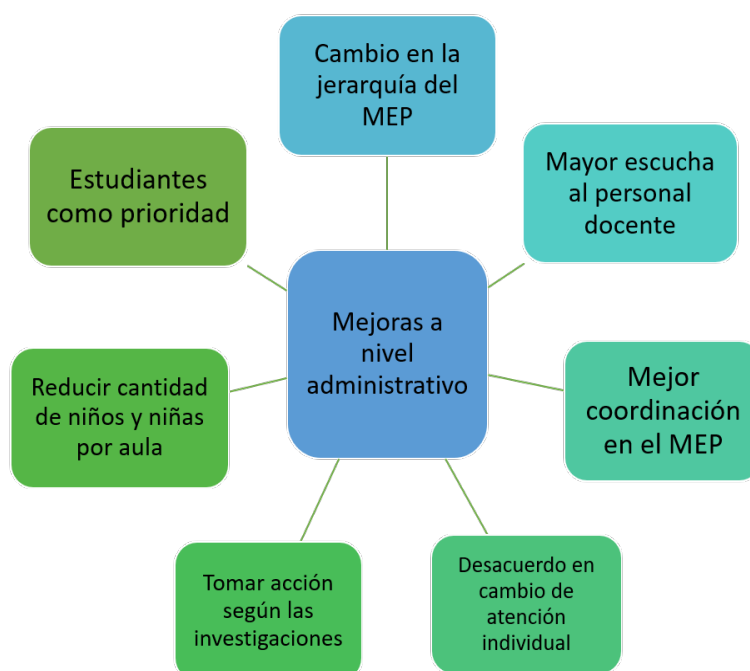 Cambio en la
jerarquía del
MEP
Mayor escucha
al personal
docente
Mejor
coordinación
en el MEP
Desacuerdo en
cambio de
atención
individual
Tomar acción
según las
investigaciones
Reducir cantidad
de niños y niñas
por aula
Estudiantes
como prioridad
Mejoras a
nivel
administrativo